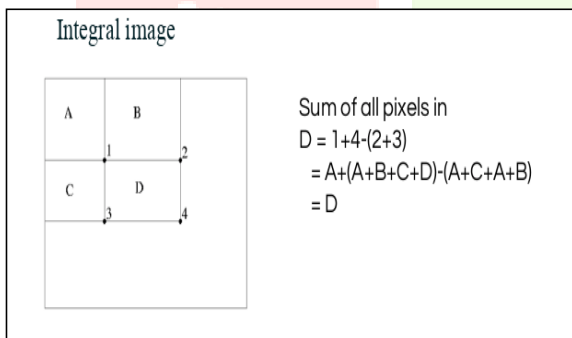 Integral image
A B
1 2
C D
3 4
Sum of all pixels in
D = 1+4-(2+3)
= A+(A+B+C+D)-(A+C+A+B)
= D